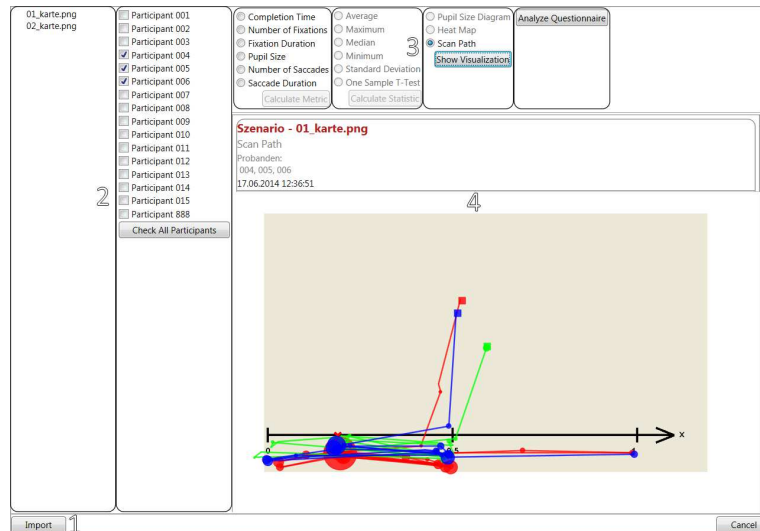 01_karte.png
02_karte.png
2
Participant 001
Participant 002
Participant 003
Participant 004
Participant 005
Participant 006
Participant 007
Participant 008
Participant 009
Participant 010
Participant 011
Participant 012
Participant 013
Participant 014
Participant 015
Participant 888
Check All Participants
Completion Time
Number of Fixations
Fixation Duration
Pupil Size
Number of Saccades
Saccade Duration
Calculate Metric
Average
Maximum
Median
Minimum
Standard Deviation
One Sample T-Test
Calculate Statistic
3
Pupil Size Diagram
Heat Map
Scan Path
Show Visualization
Analyze Questionnaire
Szenario - 01_karte.png
Scan Path
Probanden:
004, 005, 006
17.06.2014 12:36:51
4
x
0
Import
1
Cancel